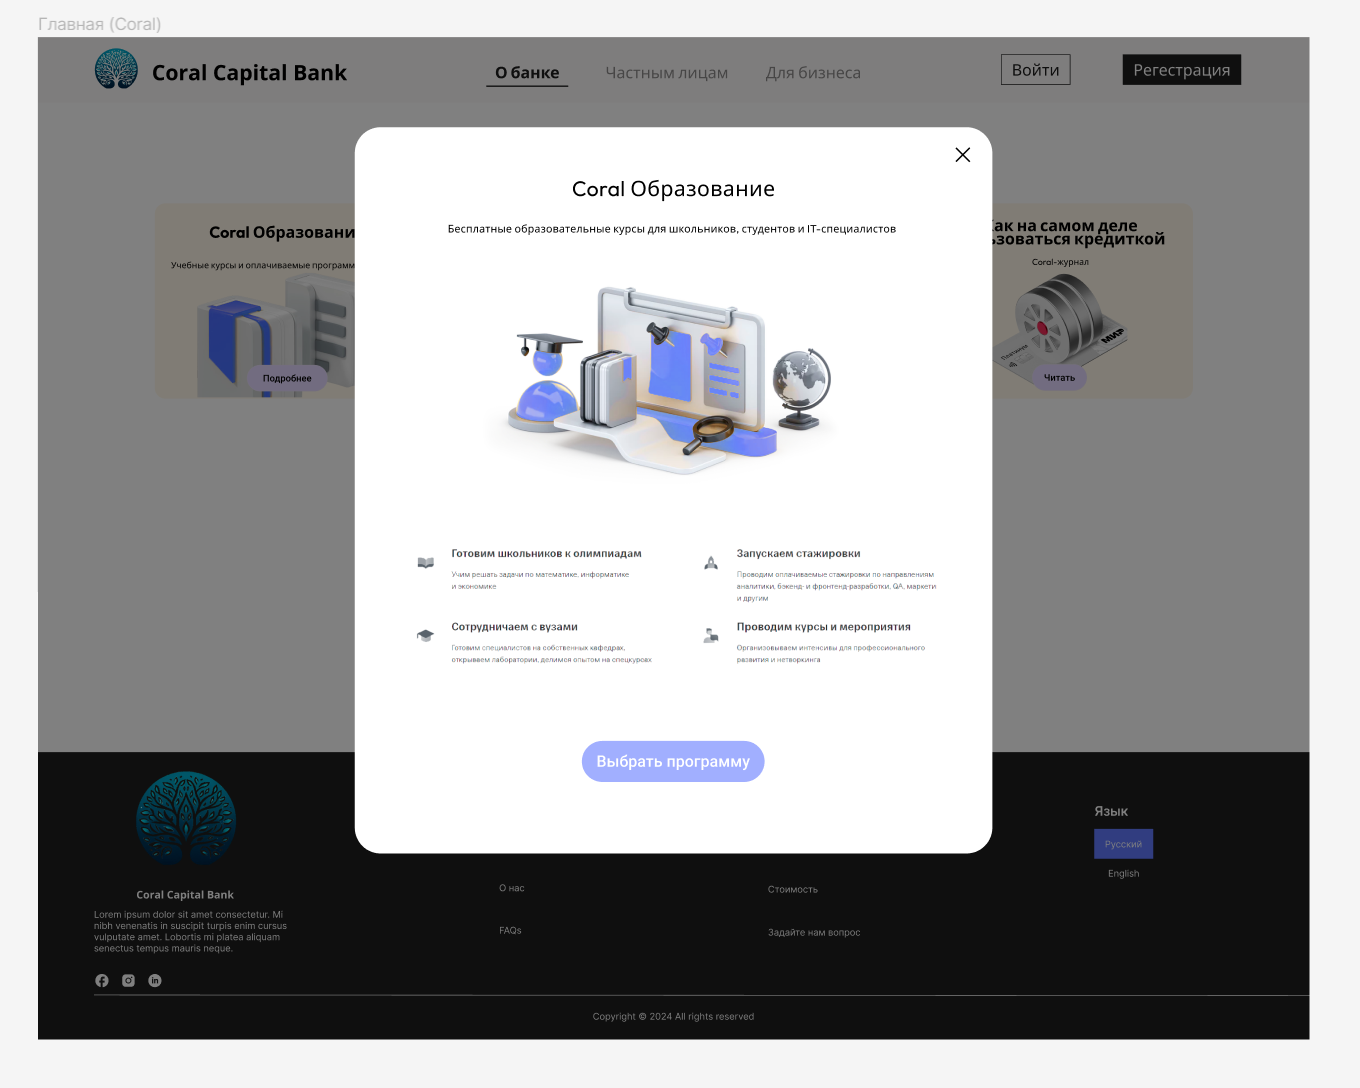 Главная (Coral)
Coral Capital Bank
О банке
Частным лицам
Для бизнеса
Войти
Регестрация
Coral Образование
Бесплатные образовательные курсы для школьников, студентов и IT-специалистов
Coral Образовани
Учебные курсы и оплачиваемые программ
Подробнее
ак на самом деле
ьзоваться кредиткой
Coral-журнал
Платинум
МИР
Читать
Готовим школьников к олимпиадам
Учим решать задачи по математике, информатике
и экономике
Запускаем стажировки
Проводим оплачиваемые стажировки по направлениям
аналитики, бэкенд- и фронтенд-разработки, QA, маркети
и другим
Сотрудничаем с вузами
Готовим специалистов на собственных кафедрах,
открываем лаборатории, делимся опытом на спецкурсах
Проводим курсы и мероприятия
Организовываем интенсивы для профессионального
развития и нетворкинга
Выбрать программу
Coral Capital Bank
Lorem ipsum dolor sit amet consectetur. Mi
nibh venenatis in suscipit turpis enim cursus
vulputate amet. Lobortis mi platea aliquam
senectus tempus mauris neque.
О нас
FAQs
Стоимость
Задайте нам вопрос
Язык
Русский
English
Copyright © 2024 All rights reserved